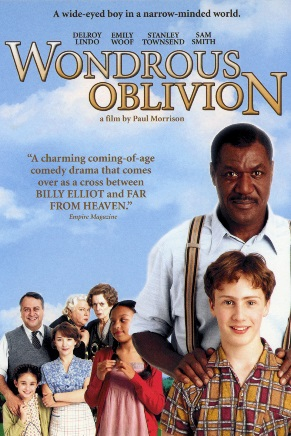 A wide-eyed boy in a narrow-minded world.
DELROY LINDO EMILY WOOF STANLEY TOWNSEND SAM SMITH
WONDROUS
OBLIVION
a film by Paul Morrison
"A charming coming-of-age
comedy drama that comes
over as a cross between
BILLY ELLIOT and FAR
FROM HEAVEN."
Empire Magazine